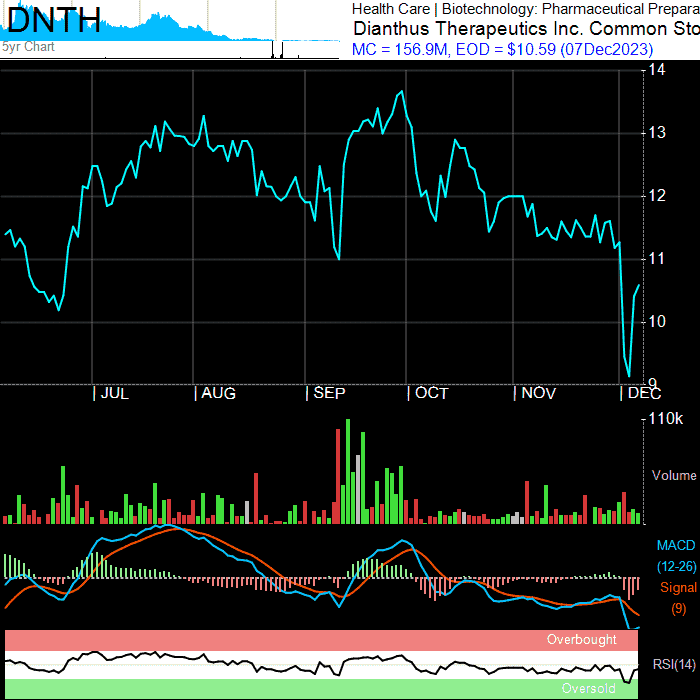 DNTH
5yr Chart
Health Care | Biotechnology: Pharmaceutical Prepara
Dianthus Therapeutics Inc. Common Sto
MC = 156.9M, EOD = $10.59 (07Dec2023)
14
13
12
11
10
9
JUL AUG SEP OCT NOV DEC
110k
Volume
MACD
(12-26)
Signal
(9)
Overbought
RSI(14)
Oversold